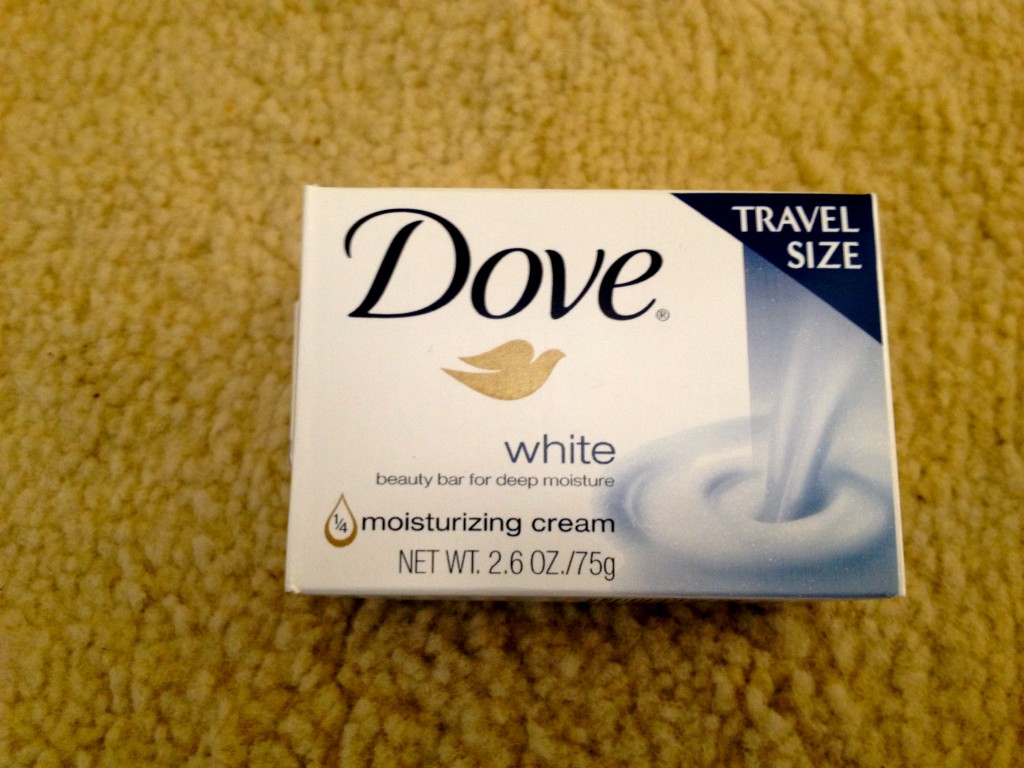 Dove®
TRAVEL
SIZE
white
beauty bar for deep moisture
1/4 moisturizing cream
NET WT. 2.6 OZ./75g